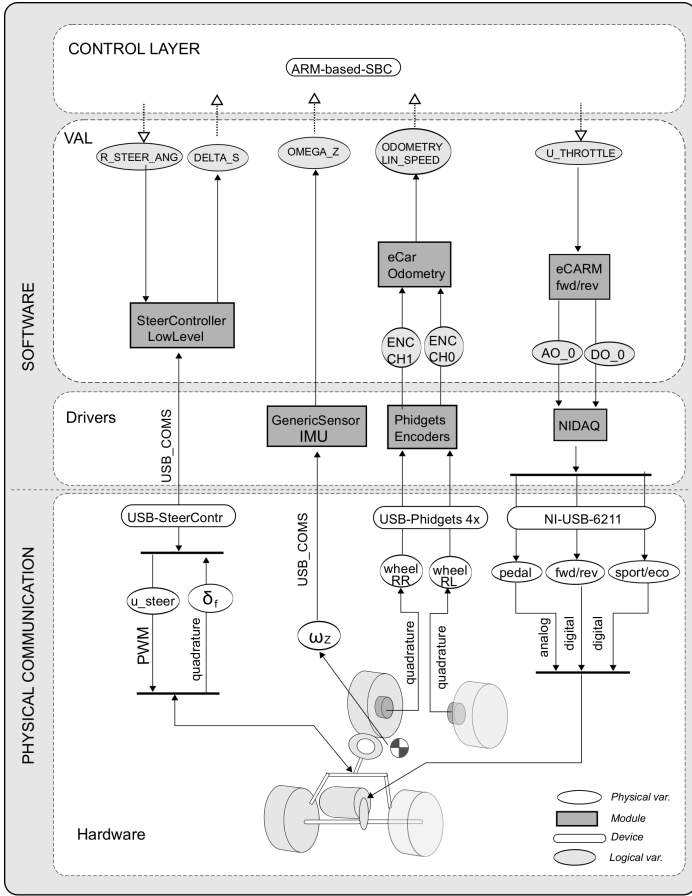 CONTROL LAYER
ARM-based-SBC
VAL
R_STEER_ANG
DELTA_S
OMEGA_Z
ODOMETRY
LIN_SPEED
U_THROTTLE
eCar
Odometry
eCARM
fwd/rev
SteerController
LowLevel
ENC
CH1
ENC
CH0
AO_0
DO_0
SOFTWARE
Drivers
USB_COMS
GenericSensor
IMU
Phidgets
Encoders
NIDAQ
PHYSICAL COMMUNICATION
USB-SteerContr
USB_COMS
USB-Phidgets 4x
NI-USB-6211
u_steer
δf
wheel
RR
wheel
RL
pedal
fwd/rev
sport/eco
PWM
quadrature
ωz
quadrature
quadrature
analog
digital
digital
Hardware
Physical var.
Module
Device
Logical var.